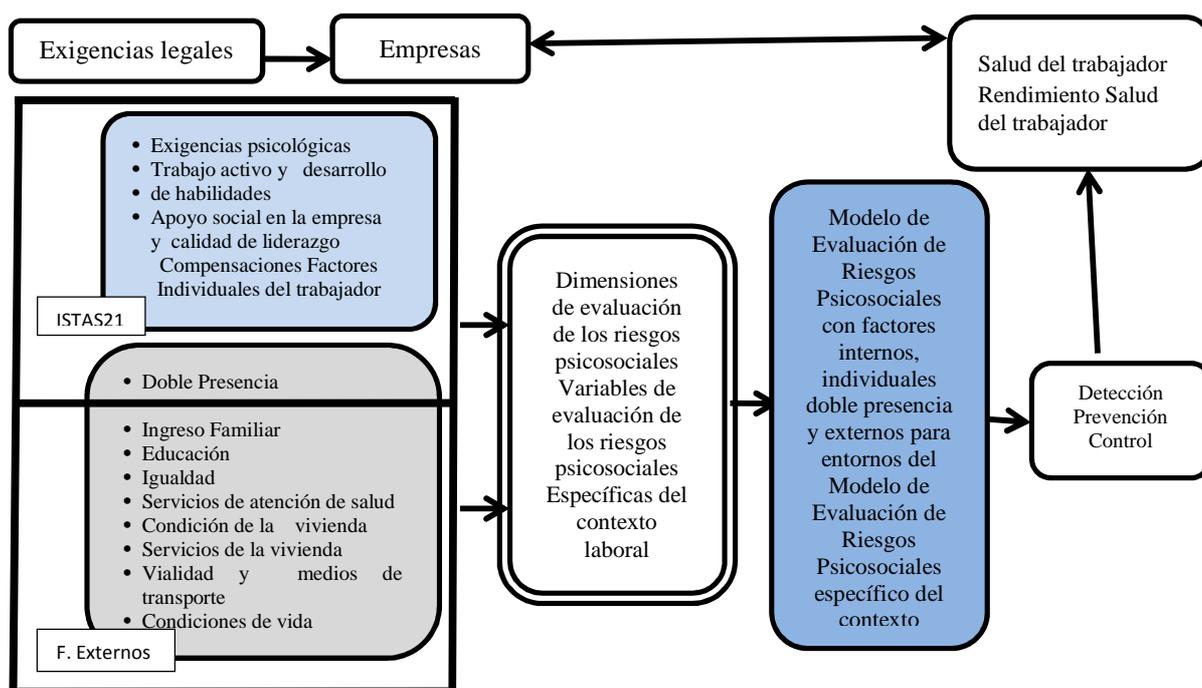 Exigencias legales
Empresas
Salud del trabajador
Rendimiento Salud
del trabajador
• Exigencias psicológicas
• Trabajo activo y desarrollo
• de habilidades
• Apoyo social en la empresa
y calidad de liderazgo
Compensaciones Factores
Individuales del trabajador
ISTAS21
• Doble Presencia
• Ingreso Familiar
• Educación
• Igualdad
• Servicios de atención de salud
• Condición de la vivienda
• Servicios de la vivienda
• Vialidad y medios de
transporte
• Condiciones de vida
F. Externos
Dimensiones
de evaluación
de los riesgos
psicosociales
Variables de
evaluación de
los riesgos
psicosociales
Específicas del
contexto
laboral
Modelo de
Evaluación de
Riesgos
Psicosociales
con factores
internos,
individuales
doble presencia
y externos para
entornos del
Modelo de
Evaluación de
Riesgos
Psicosociales
específico del
contexto
Detección
Prevención
Control